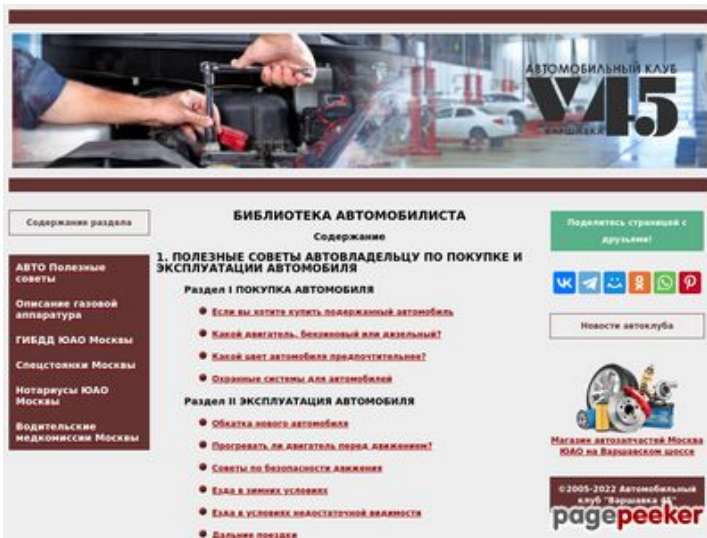 АВТОМОБИЛЬНЫЙ КЛУБ
V45
ВАРШАВКА
Содержание раздела
АВТО Полезные
советы
Описание газовой
аппаратура
ГИБДД ЮАО Москвы
Спецстоянки Москвы
Нотариусы ЮАО
Москвы
Водительские
медкомиссии Москвы
БИБЛИОТЕКА АВТОМОБИЛИСТА
Содержание
1. ПОЛЕЗНЫЕ СОВЕТЫ АВТОВЛАДЕЛЬЦУ ПО ПОКУПКЕ И
ЭКСПЛУАТАЦИИ АВТОМОБИЛЯ
Раздел I ПОКУПКА АВТОМОБИЛЯ
Если вы хотите купить подержанный автомобиль
Какой двигатель, бензиновый или дизельный?
Какой цвет автомобиля предпочтительнее?
Охранные системы для автомобилей
Раздел II ЭКСПЛУАТАЦИЯ АВТОМОБИЛЯ
Обкатка нового автомобиля
Прогревать ли двигатель перед движением?
Советы по безопасности движения
Езда в зимних условиях
Езда в условиях недостаточной видимости
Дальние поездки
Поделитесь страницей с
друзьями!
Новости автоклуба
Магазин автозапчастей Москва
ЮАО на Варшавском шоссе
©2005-2022 Автомобильный
клуб "Варшавка 45"
pagepeeker